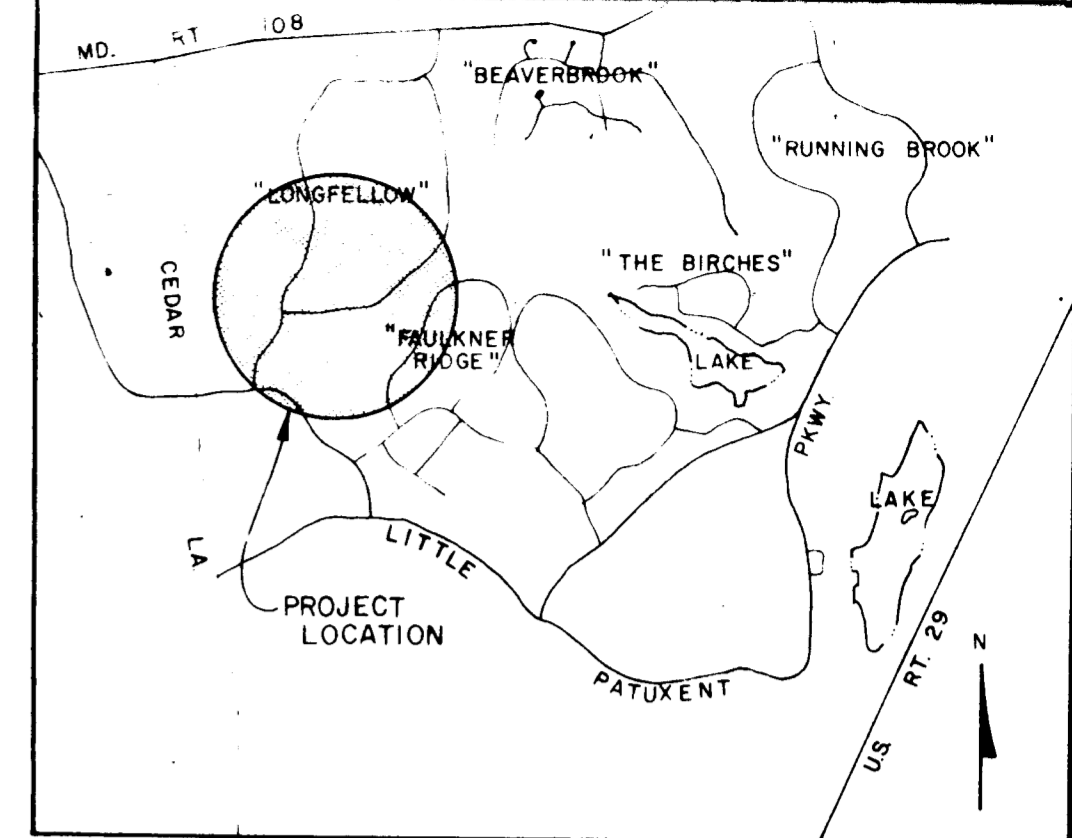 MD. RT 108
"BEAVERBROOK"
"RUNNING BROOK"
"LONGFELLOW"
"THE BIRCHES"
CEDAR
"FAULKNER
RIDGE"
LAKE
PKWY
LAKE
LA
LITTLE
PROJECT
LOCATION
PATUXENT
U.S. RT. 29
N